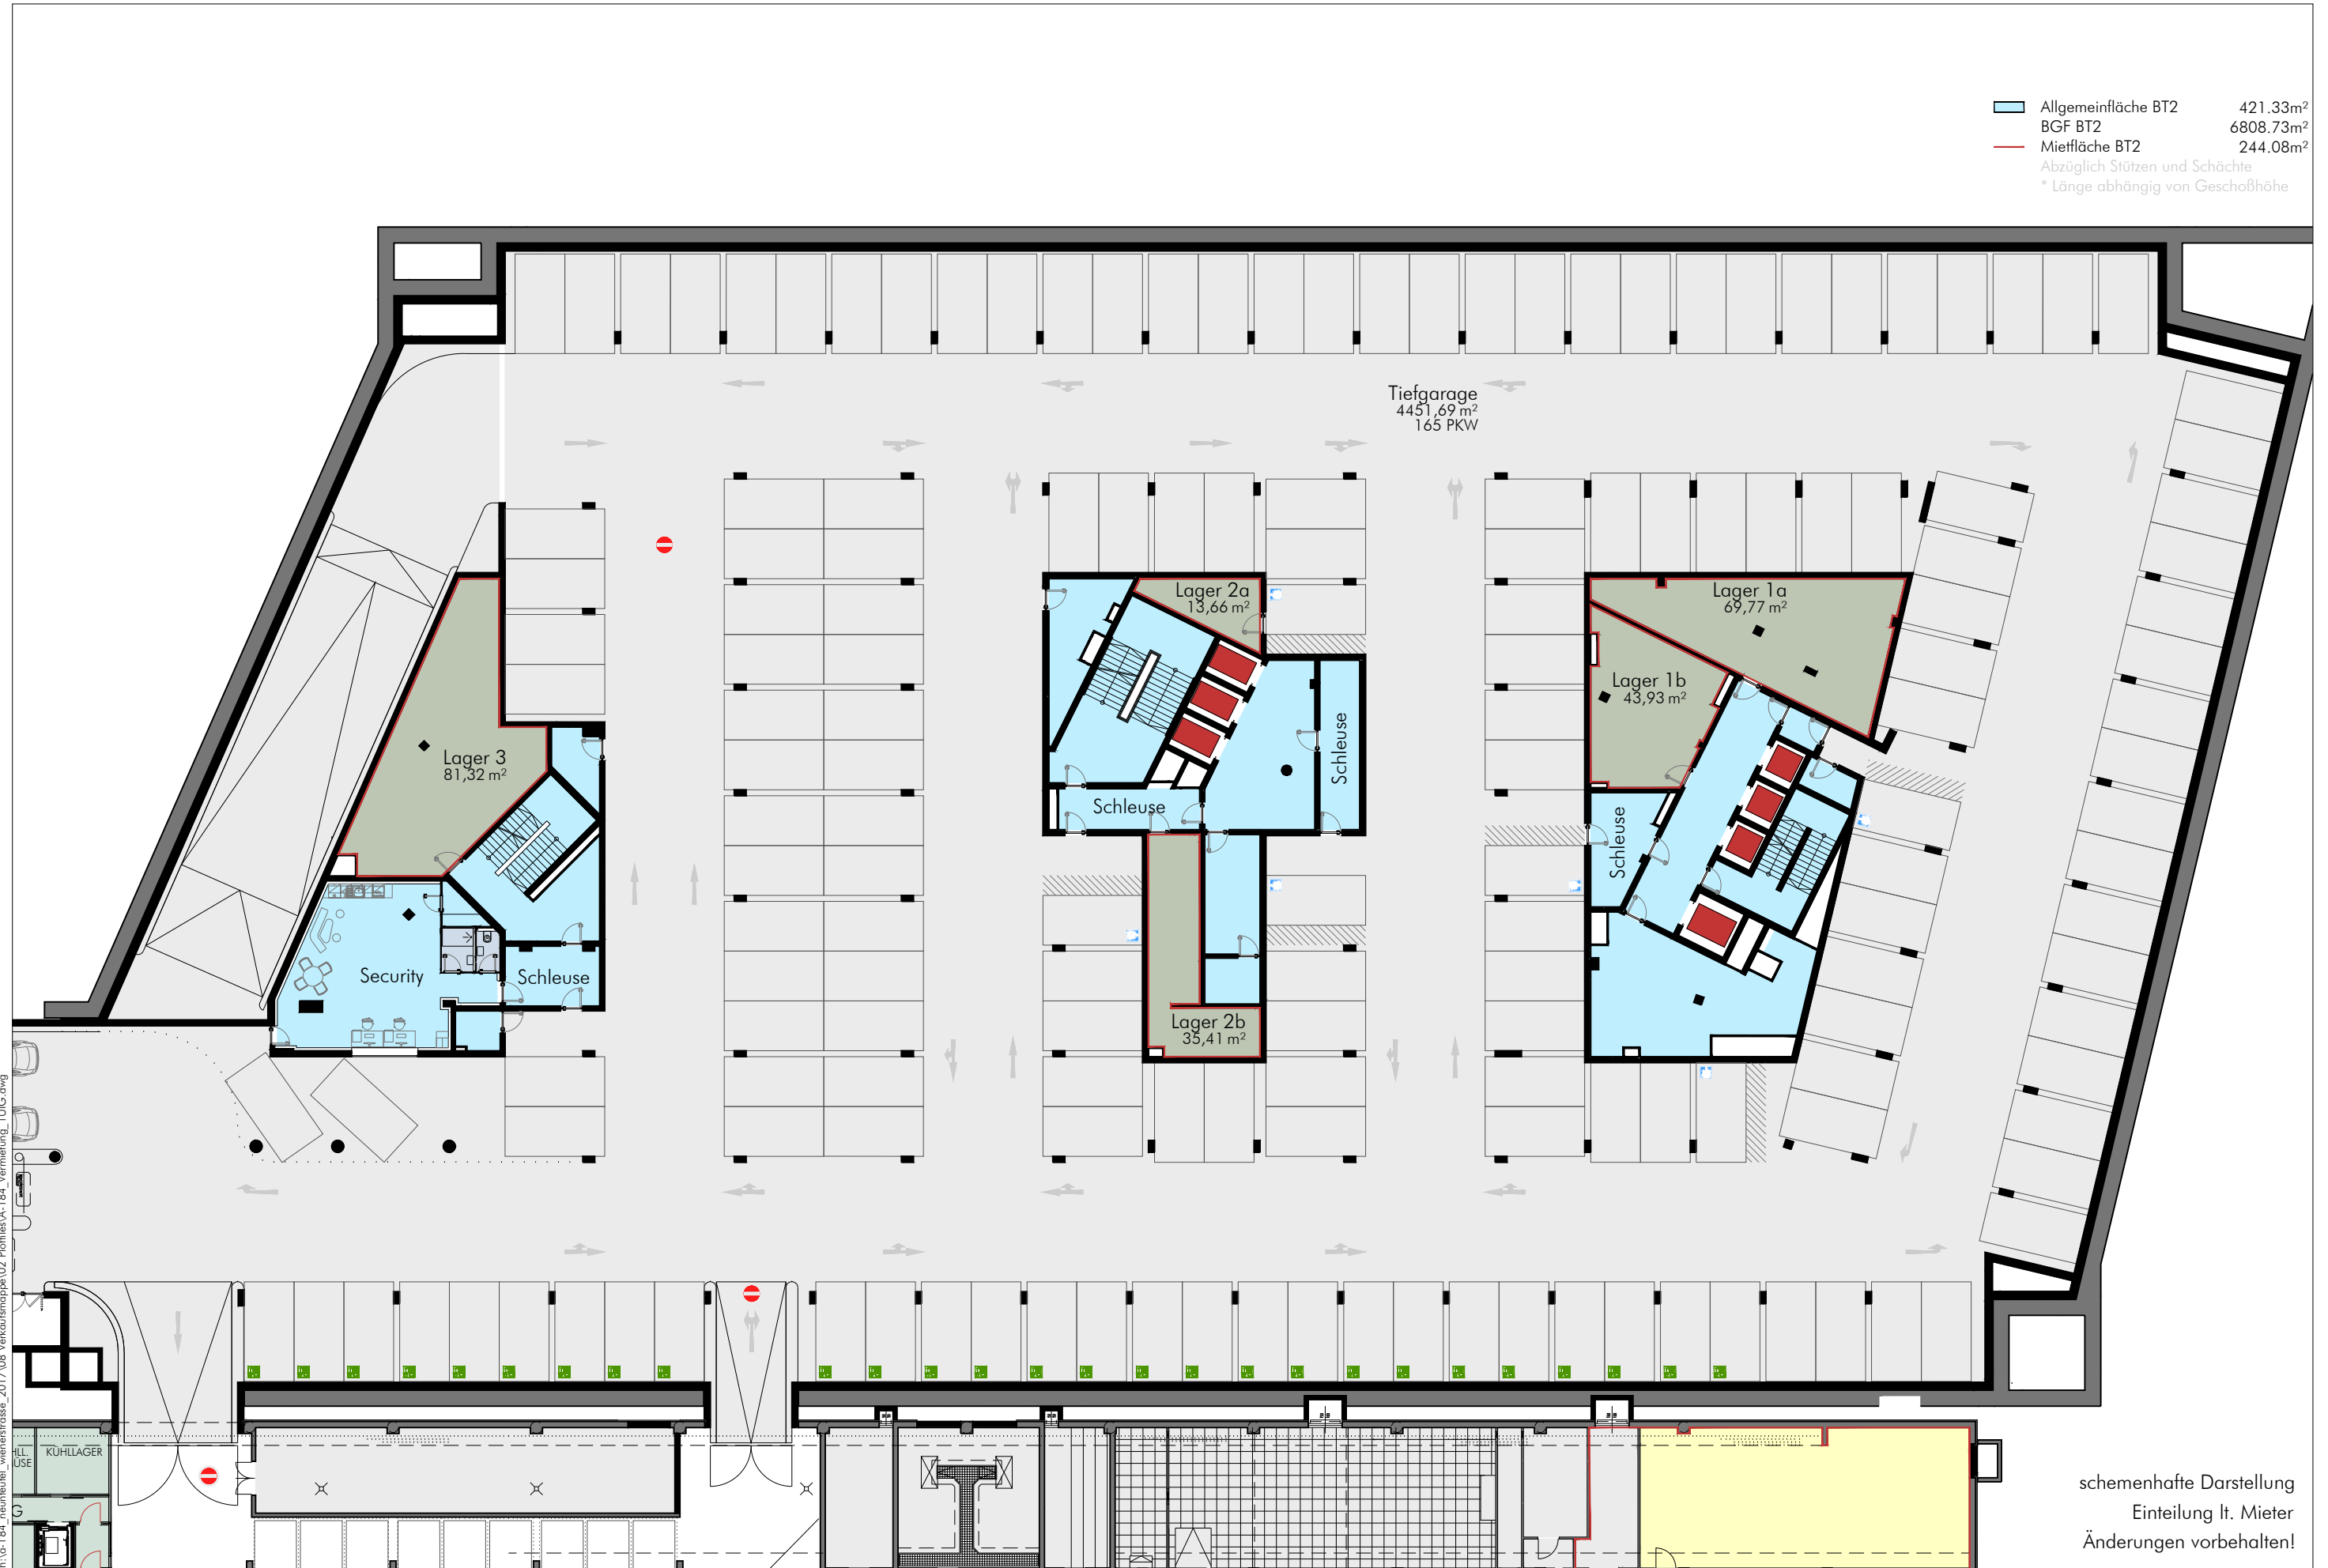 Allgemeinfläche BT2 421.33m²
BGF BT2 6808.73m²
Mietfläche BT2 244.08m²
Abzüglich Stützen und Schächte
* Länge abhängig von Geschoßhöhe
Tiefgarage
4451,69 m²
165 PKW
Lager 2a
13,66 m²
Lager 1a
69,77 m²
Lager 1b
43,93 m²
Lager 3
81,32 m²
Schleuse
Schleuse
Schleuse
Security
Schleuse
Lager 2b
35,41 m²
KÜHLLAGER
schemenhafte Darstellung
Einteilung lt. Mieter
Änderungen vorbehalten!